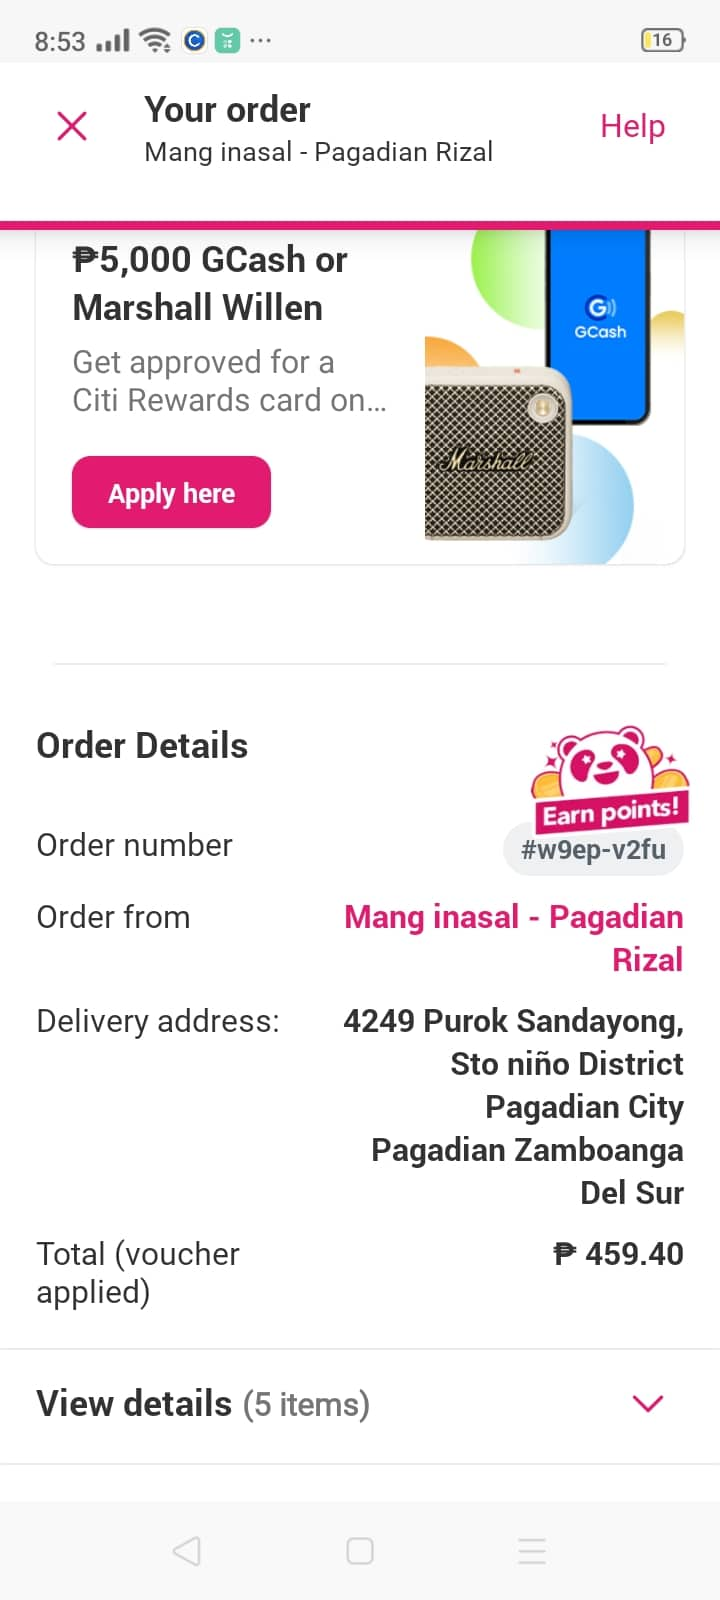 8:53
16
Your order
Mang inasal - Pagadian Rizal
Help
₱5,000 GCash or
Marshall Willen
Get approved for a
Citi Rewards card on...
Apply here
GCash
Marshall
Order Details
Earn points!
Order number
#w9ep-v2fu
Order from
Mang inasal - Pagadian
Rizal
Delivery address:
4249 Purok Sandayong,
Sto niño District
Pagadian City
Pagadian Zamboanga
Del Sur
Total (voucher
applied)
₱ 459.40
View details (5 items)